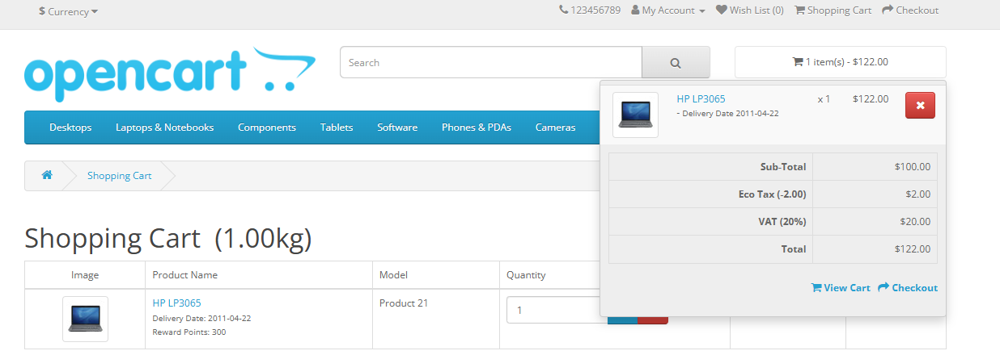 $ Currency
123456789 My Account Wish List (0) Shopping Cart Checkout
opencart
Search
1 item(s) - $122.00
Desktops Laptops & Notebooks Components Tablets Software Phones & PDAs Cameras
HP LP3065 x 1 $122.00
- Delivery Date 2011-04-22
Sub-Total $100.00
Eco Tax (-2.00) $2.00
VAT (20%) $20.00
Total $122.00
View Cart Checkout
Shopping Cart
Shopping Cart (1.00kg)
Image Product Name Model Quantity
HP LP3065 Product 21 1
Delivery Date: 2011-04-22
Reward Points: 300